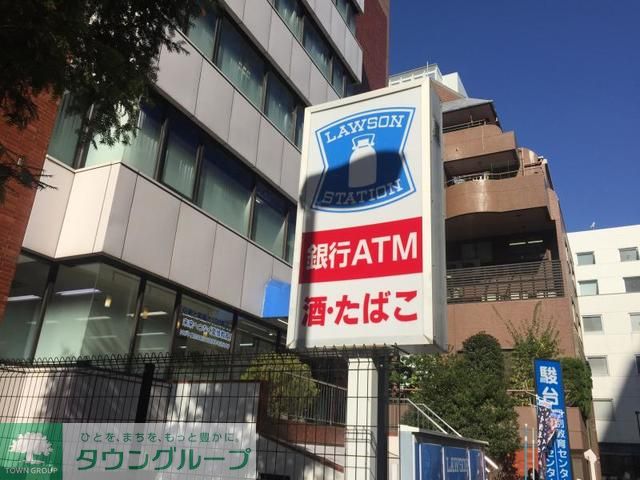 LAWSON
STATION
銀行ATM
酒・たばこ
駿台
LAWSON
TOWN GROUP
ひとを、まちを、もっと豊かに。
タウングループ